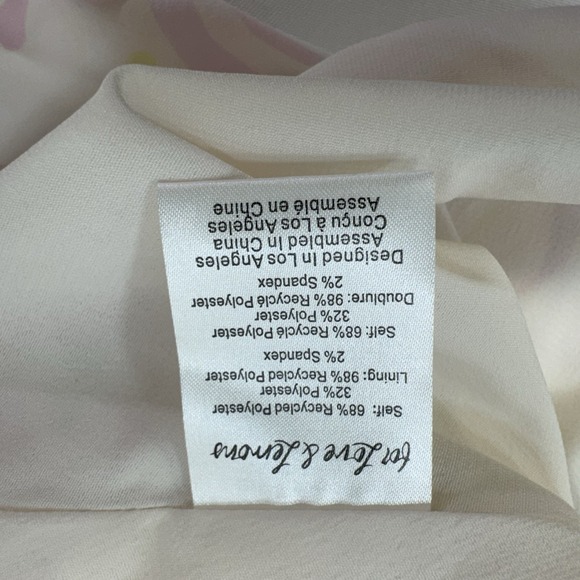 for Love & Lemons
Self: 68% Recycled Polyester
32% Polyester
Lining: 98% Recycled Polyester
2% Spandex
Self: 68% Recyclé Polyester
32% Polyester
Doublure: 98% Recyclé Polyester
2% Spandex
Designed In Los Angeles
Assembled In China
Conçu à Los Angeles
Assemblé en Chine